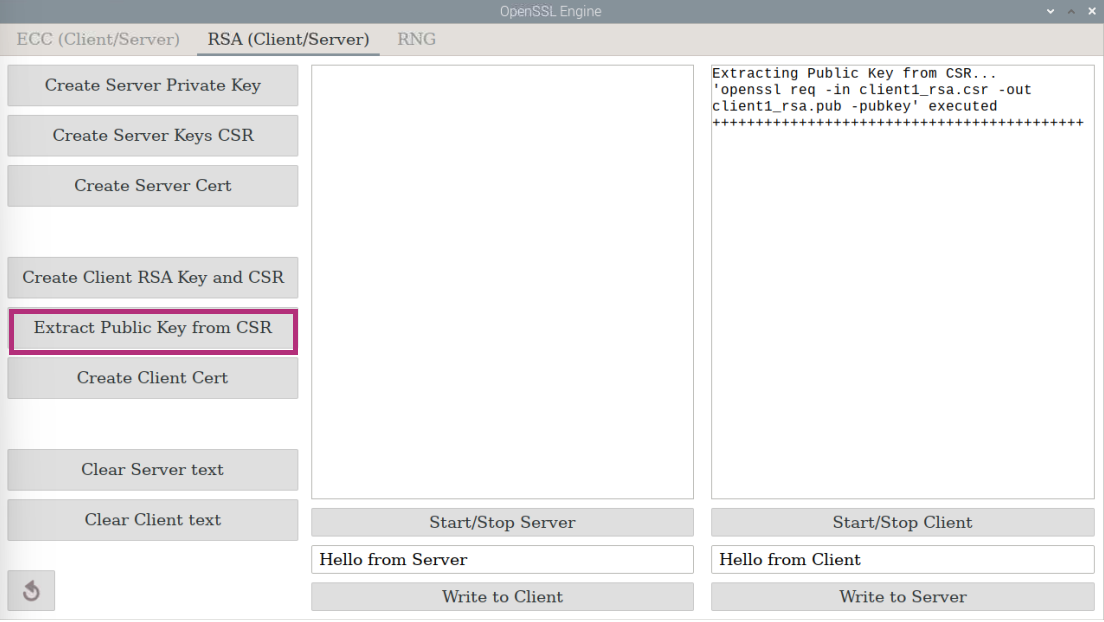 OpenSSL Engine
ECC (Client/Server) RSA (Client/Server) RNG
Create Server Private Key
Create Server Keys CSR
Create Server Cert
Create Client RSA Key and CSR
Extract Public Key from CSR
Create Client Cert
Clear Server text
Clear Client text
Start/Stop Server
Hello from Server
Write to Client
Extracting Public Key from CSR...
'openssl req -in client1_rsa.csr -out
client1_rsa.pub -pubkey' executed
+++++++++++++++++++++++++++++++++++++++++++++
Start/Stop Client
Hello from Client
Write to Server